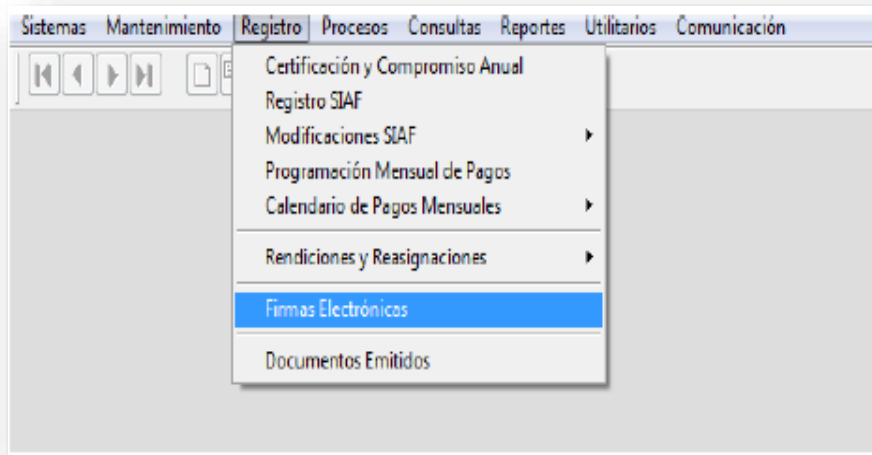 Sistemas Mantenimiento Registro Procesos Consultas Reportes Utilitarios Comunicación
Certificación y Compromiso Anual
Registro SIAF
Modificaciones SIAF
Programación Mensual de Pagos
Calendario de Pagos Mensuales
Rendiciones y Reasignaciones
Firmas Electrónicas
Documentos Emitidos